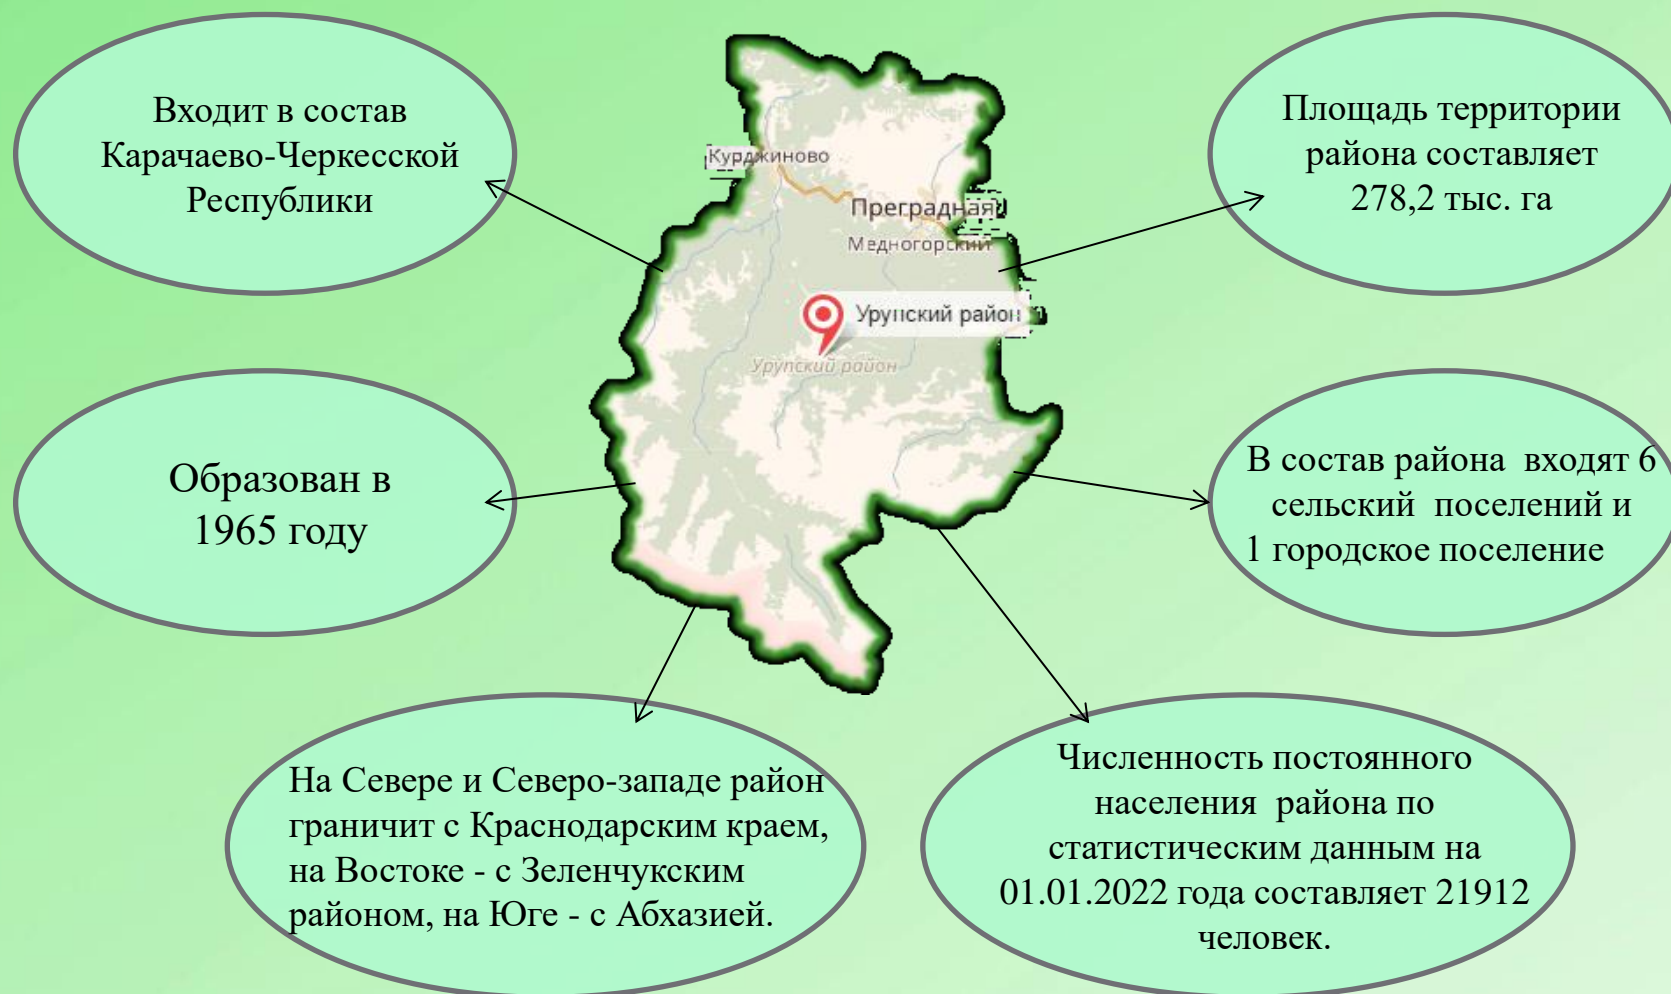 Входит в состав
Карачаево-Черкесской
Республики
Площадь территории
района составляет
278,2 тыс. га
Курджиново
Преградная
Медногорский
Урупский район
Урупский район
Образован в
1965 году
В состав района входят 6
сельский поселений и
1 городское поселение
На Севере и Северо-западе район
граничит с Краснодарским краем,
на Востоке - с Зеленчукским
районом, на Юге - с Абхазией.
Численность постоянного
населения района по
статистическим данным на
01.01.2022 года составляет 21912
человек.